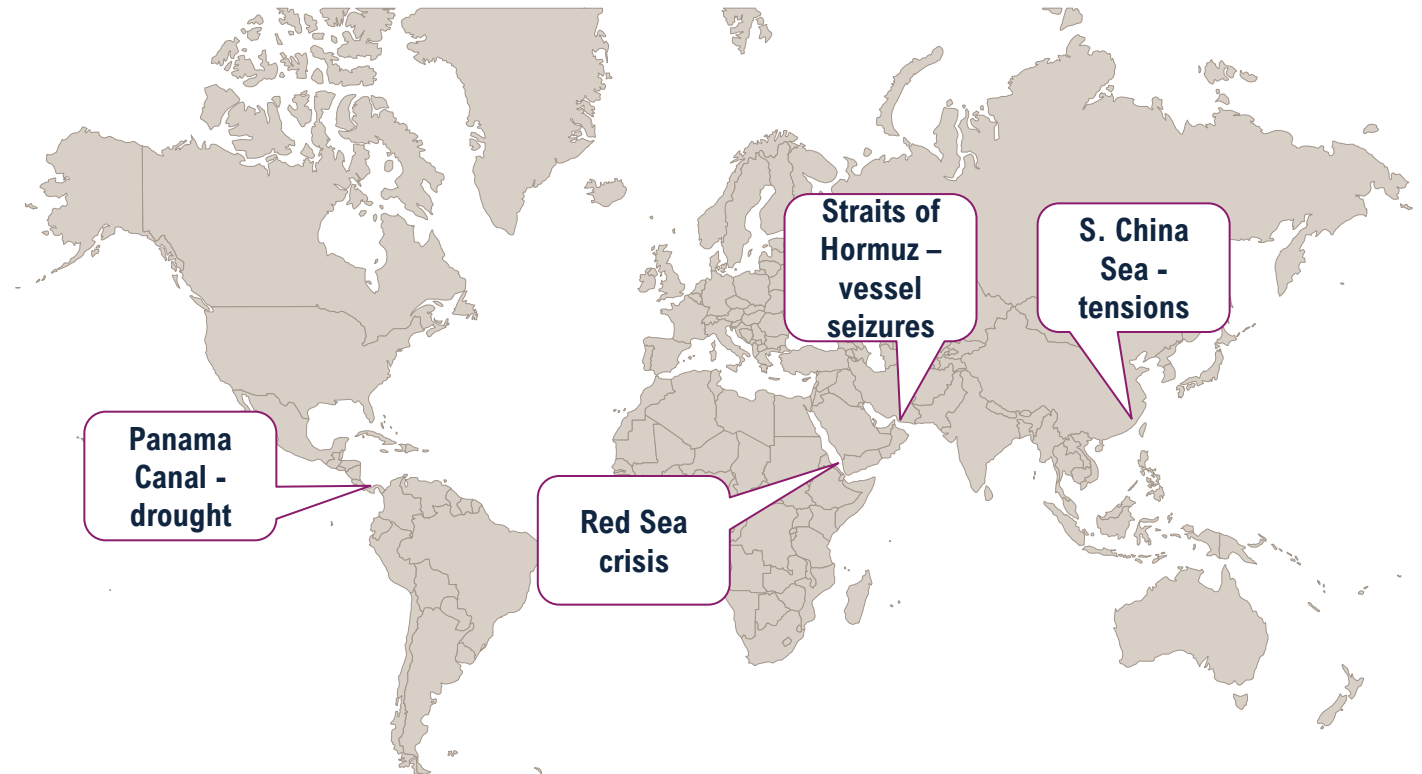 Straits of
Hormuz –
vessel
seizures
S. China
Sea -
tensions
Panama
Canal -
drought
Red Sea
crisis